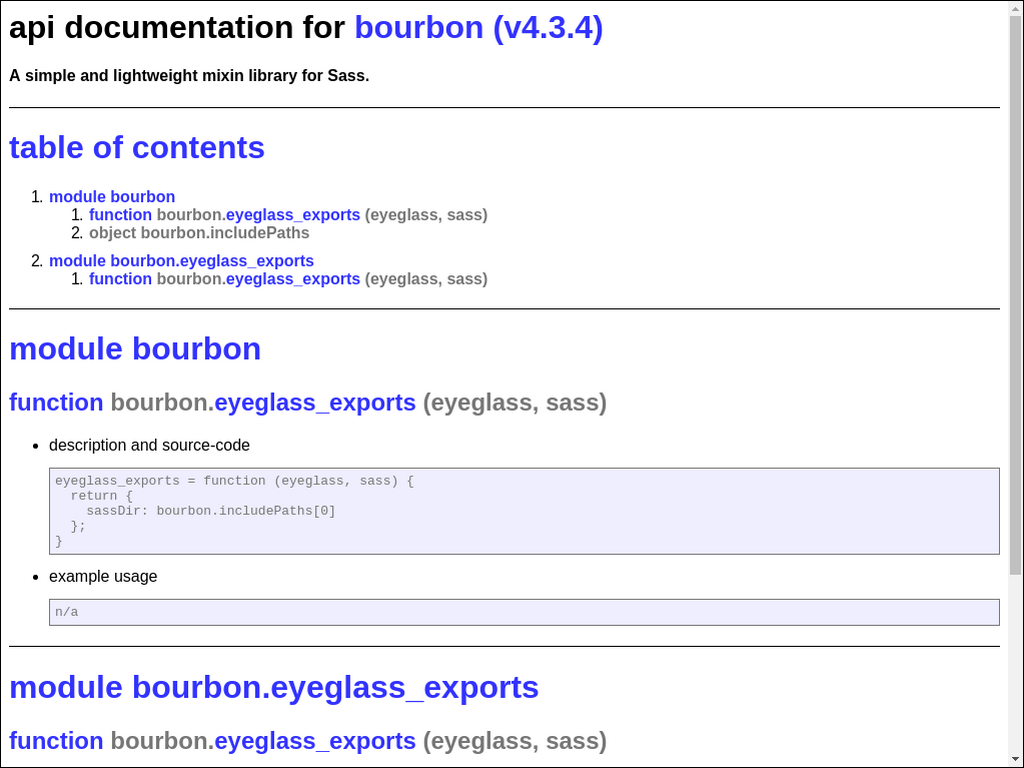 api documentation for bourbon (v4.3.4)
A simple and lightweight mixin library for Sass.
table of contents
1. module bourbon
1. function bourbon.eyeglass_exports (eyeglass, sass)
2. object bourbon.includePaths
2. module bourbon.eyeglass_exports
1. function bourbon.eyeglass_exports (eyeglass, sass)
module bourbon
function bourbon.eyeglass_exports (eyeglass, sass)
• description and source-code
eyeglass_exports = function (eyeglass, sass) {
  return {
    sassDir: bourbon.includePaths[0]
  };
}
• example usage
n/a
module bourbon.eyeglass_exports
function bourbon.eyeglass_exports (eyeglass, sass)